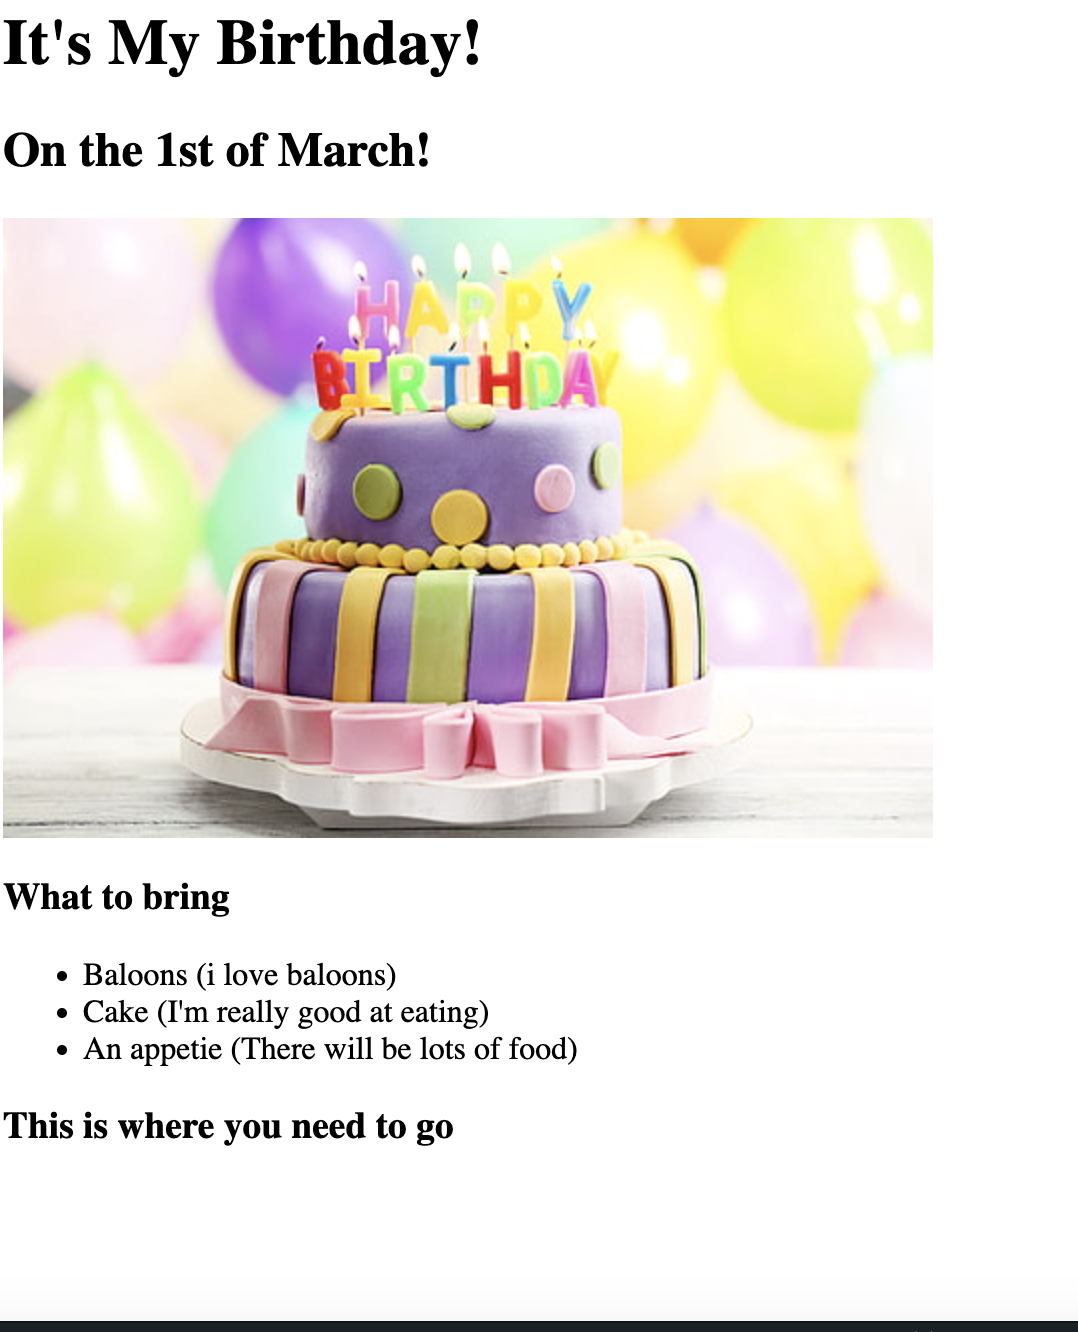 It's My Birthday!
On the 1st of March!
HAPPY
BIRTHDAY
What to bring
Baloons (i love baloons)
Cake (I'm really good at eating)
An appetie (There will be lots of food)
This is where you need to go